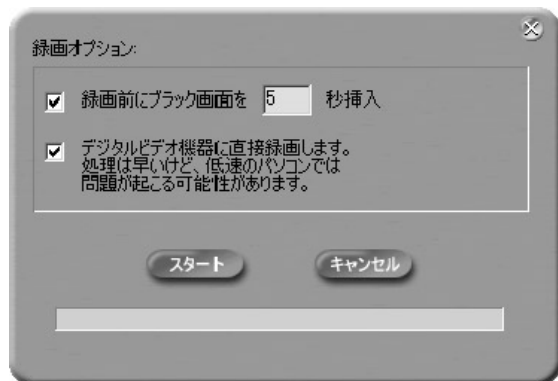 録画オプション:
録画前にブラック画面を 5 秒挿入
デジタルビデオ機器に直接録画します。
処理は早いけど、低速のパソコンでは
問題が起こる可能性があります。
スタート キャンセル